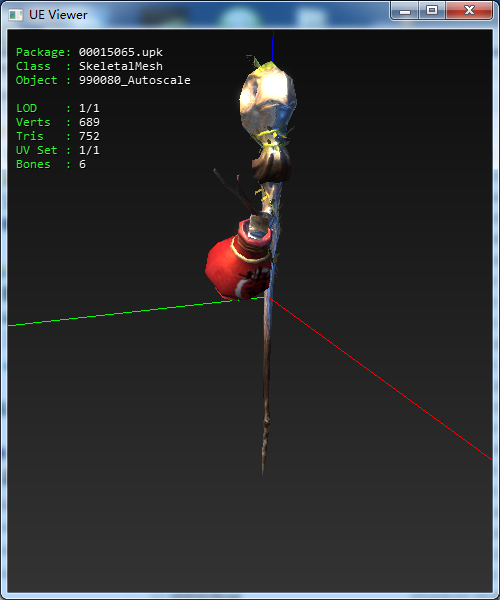 UE Viewer
Package: 00015065.upk
Class : SkeletalMesh
Object : 990080_Autoscale
LOD : 1/1
Verts : 689
Tris : 752
UV Set : 1/1
Bones : 6